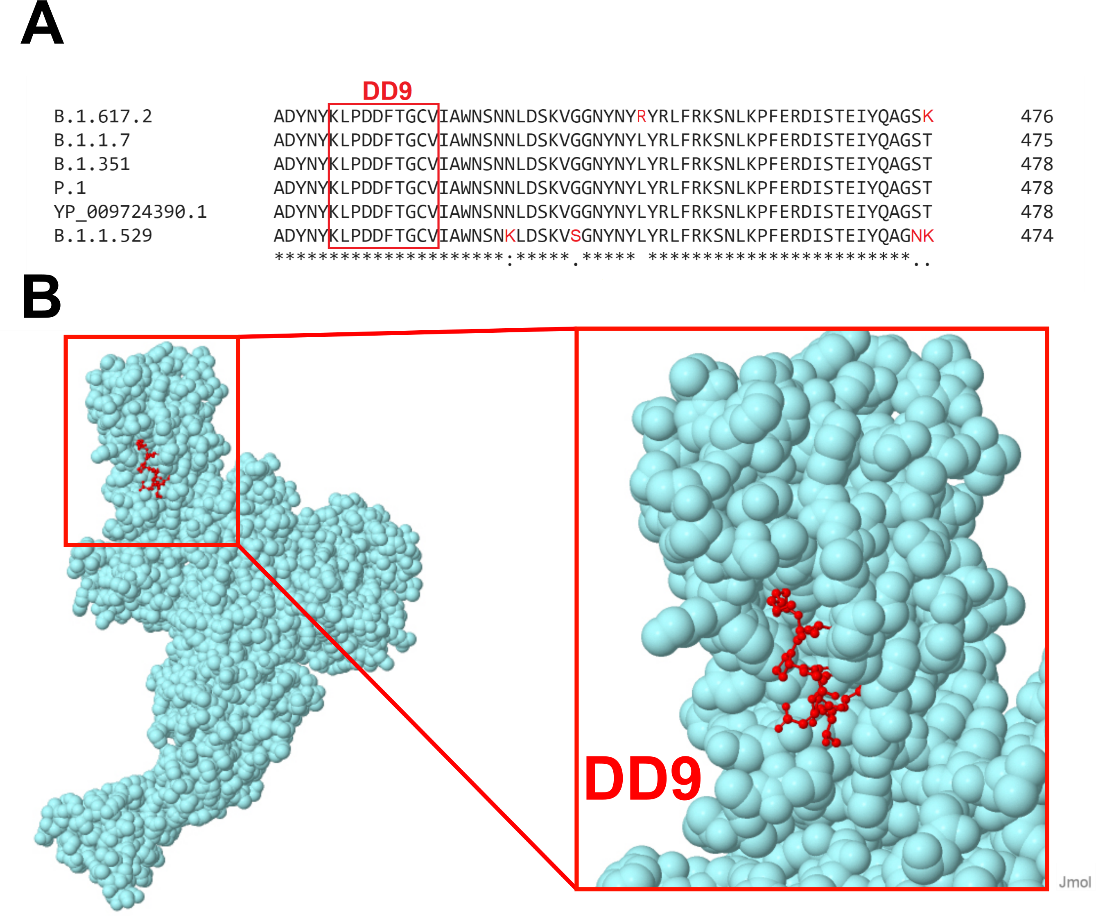 A
DD9
B.1.617.2 ADYNYKLPDDFTGCVIAWNSNNLDSKVGGNYNYRYRLFRKSNLKPFERDISTEIYQAGSK 476
B.1.1.7 ADYNYKLPDDFTGCVIAWNSNNLDSKVGGNYNYLYRLFRKSNLKPFERDISTEIYQAGST 475
B.1.351 ADYNYKLPDDFTGCVIAWNSNNLDSKVGGNYNYLYRLFRKSNLKPFERDISTEIYQAGST 478
P.1 ADYNYKLPDDFTGCVIAWNSNNLDSKVGGNYNYLYRLFRKSNLKPFERDISTEIYQAGST 478
YP_009724390.1 ADYNYKLPDDFTGCVIAWNSNNLDSKVGGNYNYLYRLFRKSNLKPFERDISTEIYQAGST 478
B.1.1.529 ADYNYKLPDDFTGCVIAWNSNKLDSKVSGNYNYLYRLFRKSNLKPFERDISTEIYQAGNK 474
*********************:*****.***** ************************..
B
DD9
Jmol